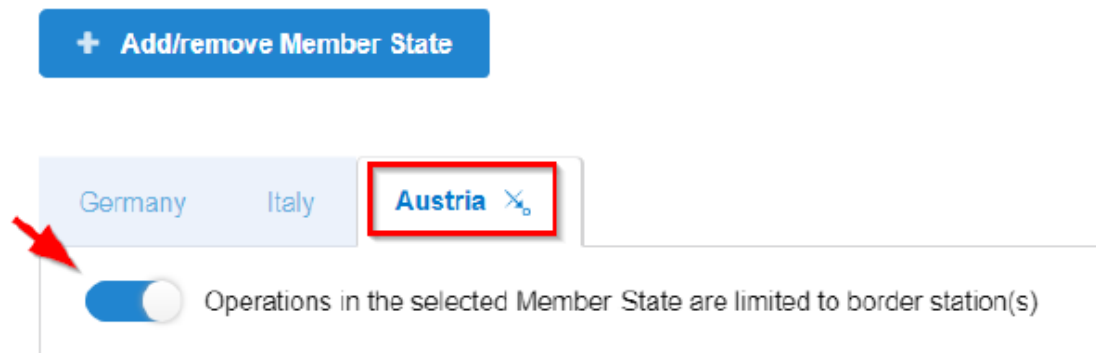 + Add/remove Member State
Germany Italy Austria
Operations in the selected Member State are limited to border station(s)